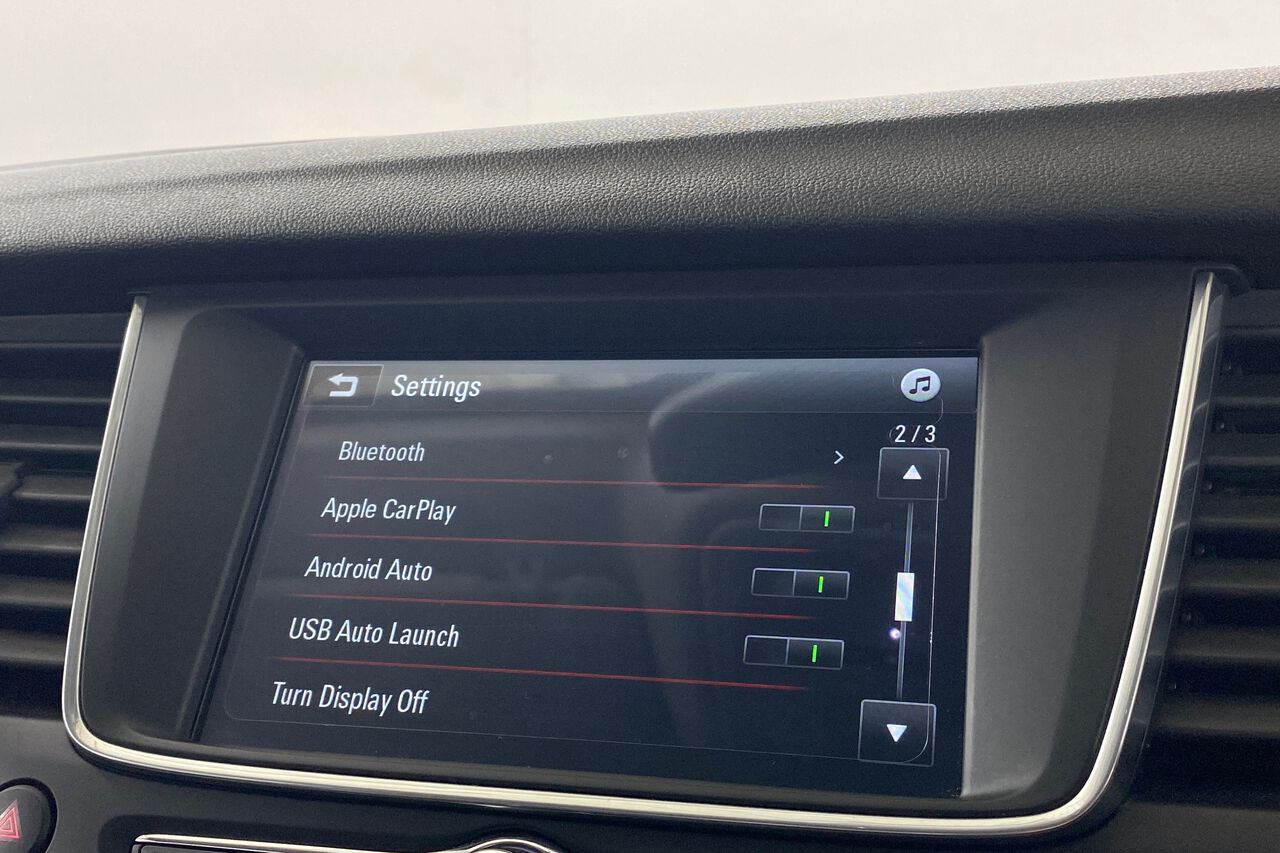 Settings
2/3
Bluetooth
Apple CarPlay
Android Auto
USB Auto Launch
Turn Display Off